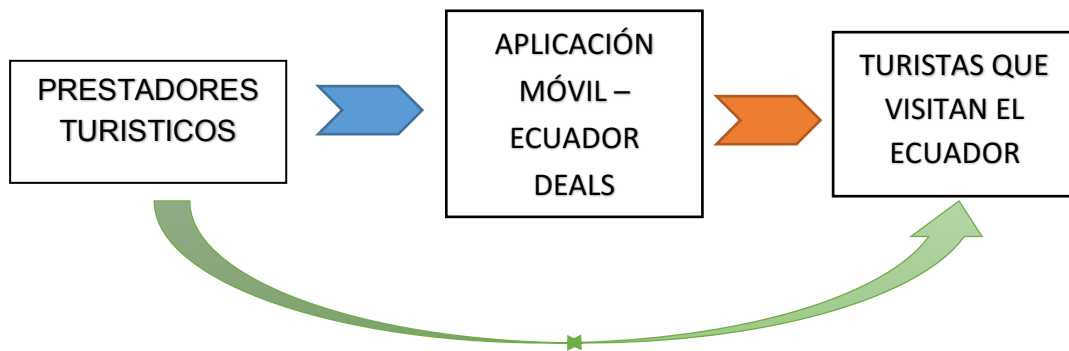 PRESTADORES
TURISTICOS
APLICACIÓN
MÓVIL –
ECUADOR
DEALS
TURISTAS QUE
VISITAN EL
ECUADOR